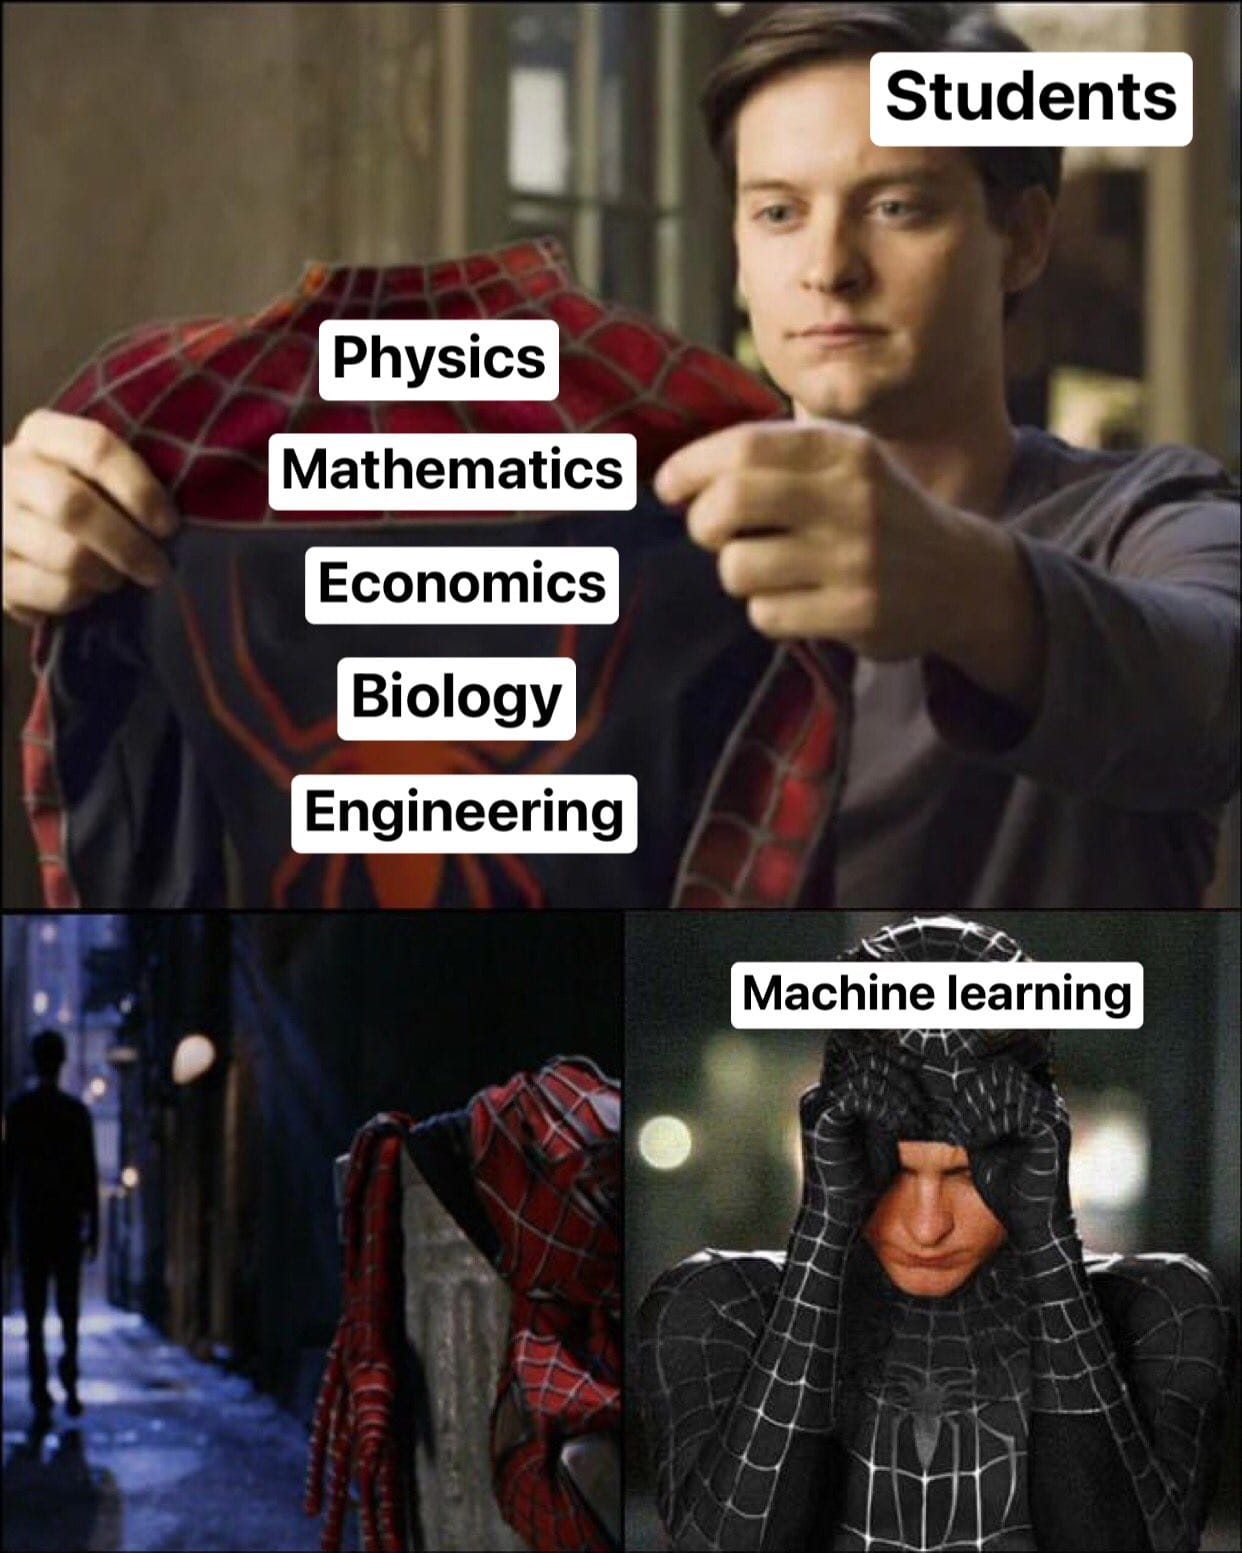 Students
Physics
Mathematics
Economics
Biology
Engineering
Machine learning